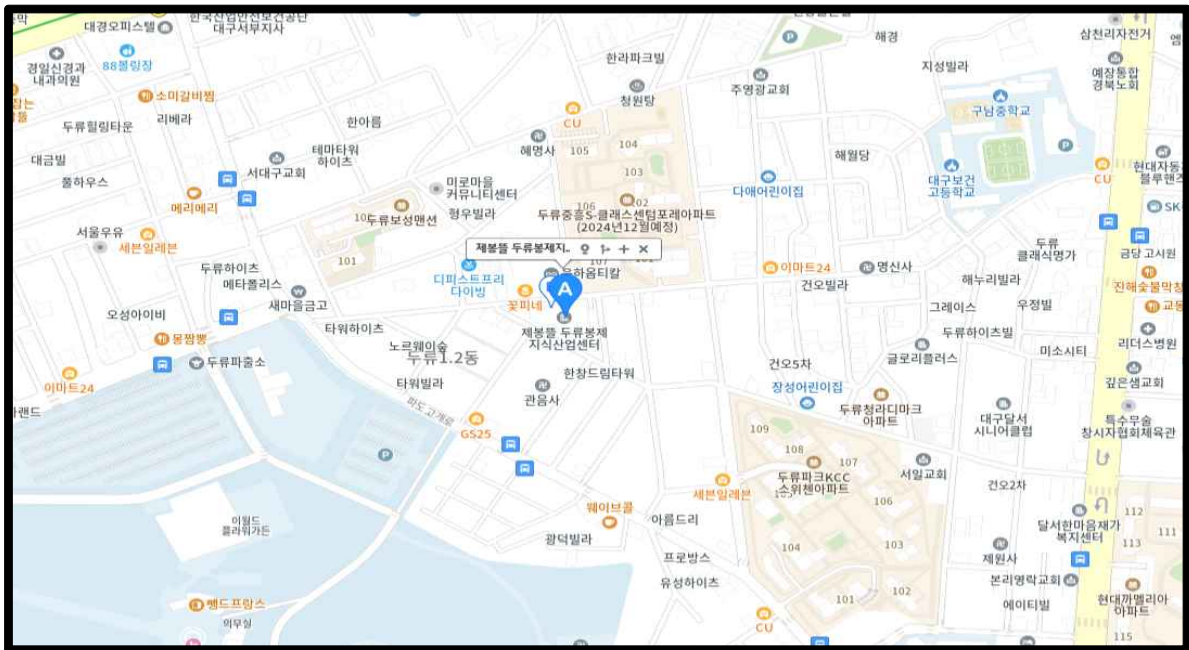 대경오피스텔
한국산업안전보건공단
대구서부지사
해경
삼천리자전거
경일신경과
내과의원
88볼링장
한라파크빌
지성빌라
예장통합
경북노회
소미갈비찜
리베라
청원탕
주영광교회
구남중학교
두류힐링타운
한아름
CU
P
대금빌
테마타워
하이츠
혜명사
105
104
103
해월당
현대자동
블루핸즈
풀하우스
서대구교회
미로마을
커뮤니티센터
다애어린이집
대구보건
고등학교
CU
메리메리
두류보성맨션
형우빌라
106
두류중흥S-클래스센텀포레아파트
(2024년12월예정)
SK
서울우유
세븐일레븐
101
제봉뜰 두류봉제지..
107
두류
클래식명가
금당 고시원
두류하이츠
메타폴리스
디피스트프리
다이빙
A
이마트24
명신사
건오빌라
해누리빌라
진해숯불막창
오성아이비
새마을금고
꽃피네
그레이스
우정빌
몽짬뽕
타워하이츠
제봉뜰 두류봉제
지식산업센터
두류하이츠빌
리더스병원
두류파출소
노르웨이숲
두류1.2동
건오5차
글로리플러스
미소시티
이마트24
타워빌라
한창드림타워
장성어린이집
깊은샘교회
파도고개로
관음사
두류청라디마크
아파트
대구달서
시니어클럽
특수무술
창시자협회체육관
GS25
109
108
107
P
두류파크KCC
스위첸아파트
서일교회
세븐일레븐
106
건오2차
이월드
플라워가든
웨이브콜
아름드리
112
111
광덕빌라
104
103
달서한마음재가
복지센터
113
프로방스
제원사
유성하이츠
102
본리영락교회
뺑드프랑스
의무실
101
현대까멜리아
아파트
에이티빌
CU
115